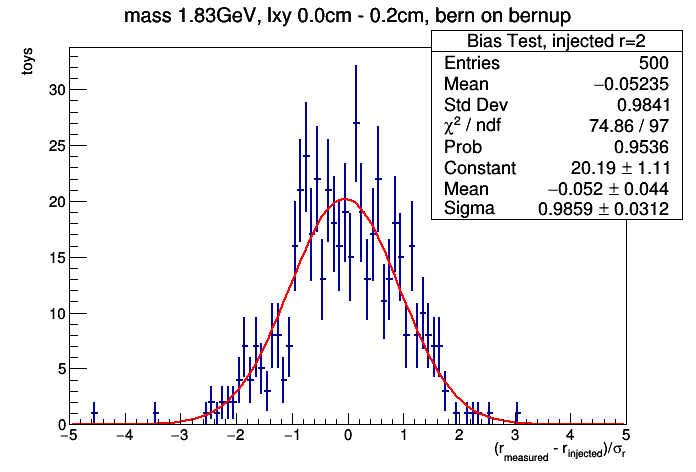 mass 1.83GeV, lxy 0.0cm - 0.2cm, bern on bernup
Bias Test, injected r=2
Entries 500
Mean −0.05235
Std Dev 0.9841
χ² / ndf 74.86 / 97
Prob 0.9536
Constant 20.19 ± 1.11
Mean −0.052 ± 0.044
Sigma 0.9859 ± 0.0312
toys
30
25
20
15
10
5
0
−5 −4 −3 −2 −1 0 1 2 3 4 5
(r_measured - r_injected)/σ_r